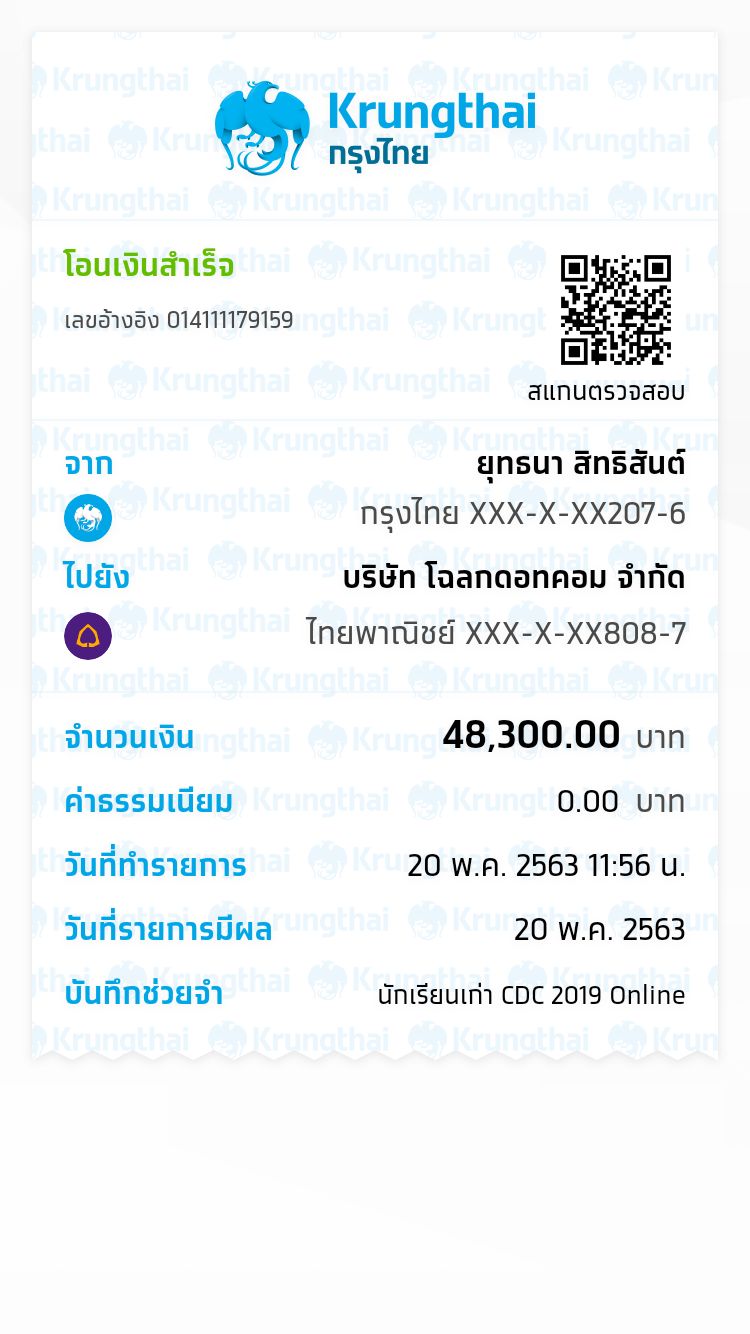 Krungthai
กรุงไทย
โอนเงินสำเร็จ
เลขอ้างอิง 014111179159
สแกนตรวจสอบ
จาก ยุทธนา สิทธิสันต์
กรุงไทย XXX-X-XX207-6
ไปยัง บริษัท โฉลกดอทคอม จำกัด
ไทยพาณิชย์ XXX-X-XX808-7
จำนวนเงิน 48,300.00 บาท
ค่าธรรมเนียม 0.00 บาท
วันที่ทำรายการ 20 พ.ค. 2563 11:56 น.
วันที่รายการมีผล 20 พ.ค. 2563
บันทึกช่วยจำ นักเรียนเก่า CDC 2019 Online